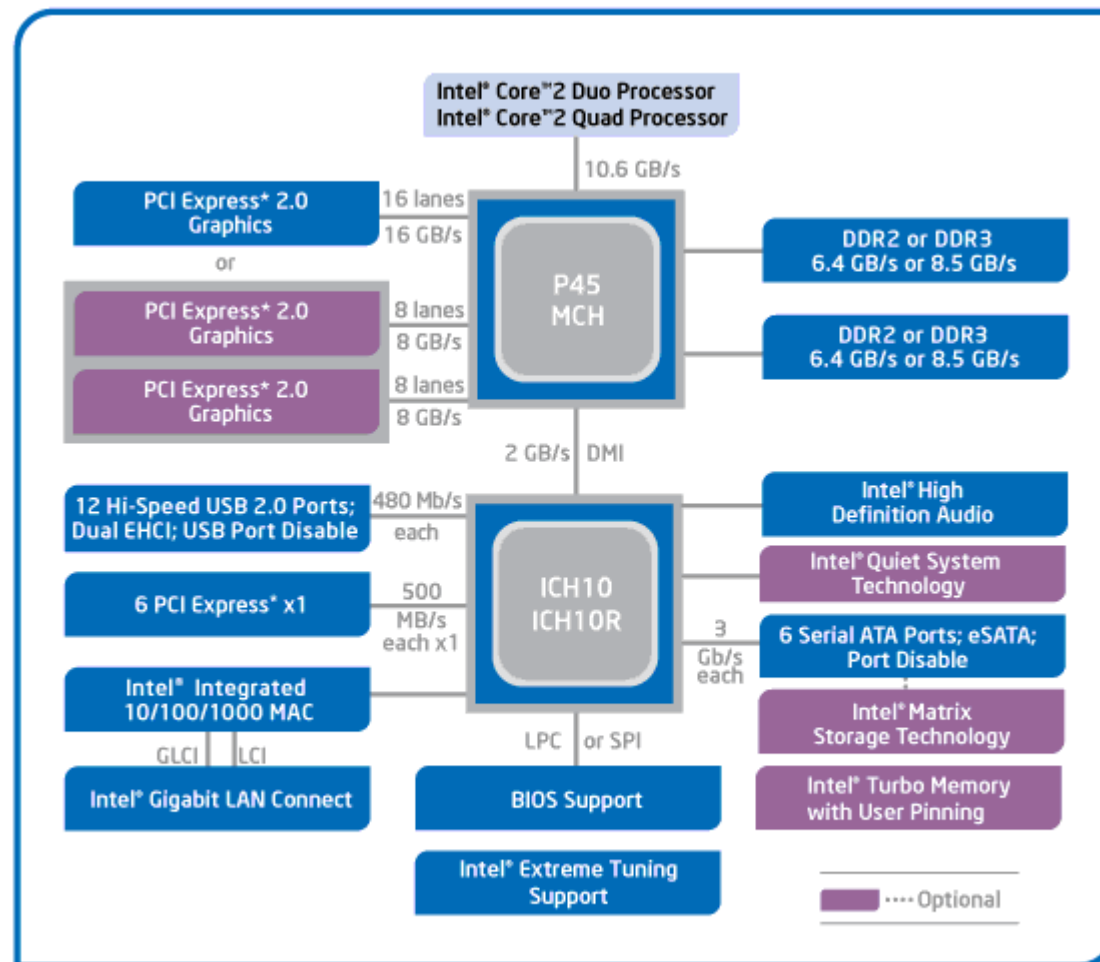 Intel® Core™2 Duo Processor
Intel® Core™2 Quad Processor
10.6 GB/s
PCI Express* 2.0
Graphics
16 lanes
16 GB/s
or
PCI Express* 2.0
Graphics
8 lanes
8 GB/s
PCI Express* 2.0
Graphics
8 lanes
8 GB/s
P45
MCH
DDR2 or DDR3
6.4 GB/s or 8.5 GB/s
DDR2 or DDR3
6.4 GB/s or 8.5 GB/s
2 GB/s DMI
12 Hi-Speed USB 2.0 Ports;
Dual EHCI; USB Port Disable
480 Mb/s
each
6 PCI Express* x1
500
MB/s
each x1
Intel® Integrated
10/100/1000 MAC
GLCI LCI
Intel® Gigabit LAN Connect
ICH10
ICH10R
Intel® High
Definition Audio
Intel® Quiet System
Technology
3
Gb/s
each
6 Serial ATA Ports; eSATA;
Port Disable
Intel® Matrix
Storage Technology
Intel® Turbo Memory
with User Pinning
LPC or SPI
BIOS Support
Intel® Extreme Tuning
Support
Optional